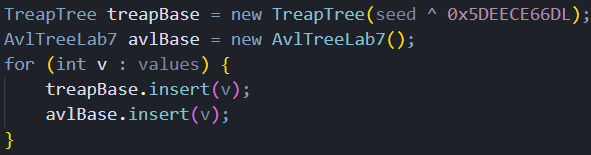 TreapTree treapBase = new TreapTree(seed ^ 0x5DEECE66DL);
AvlTreeLab7 avlBase = new AvlTreeLab7();
for (int v : values) {
    treapBase.insert(v);
    avlBase.insert(v);
}